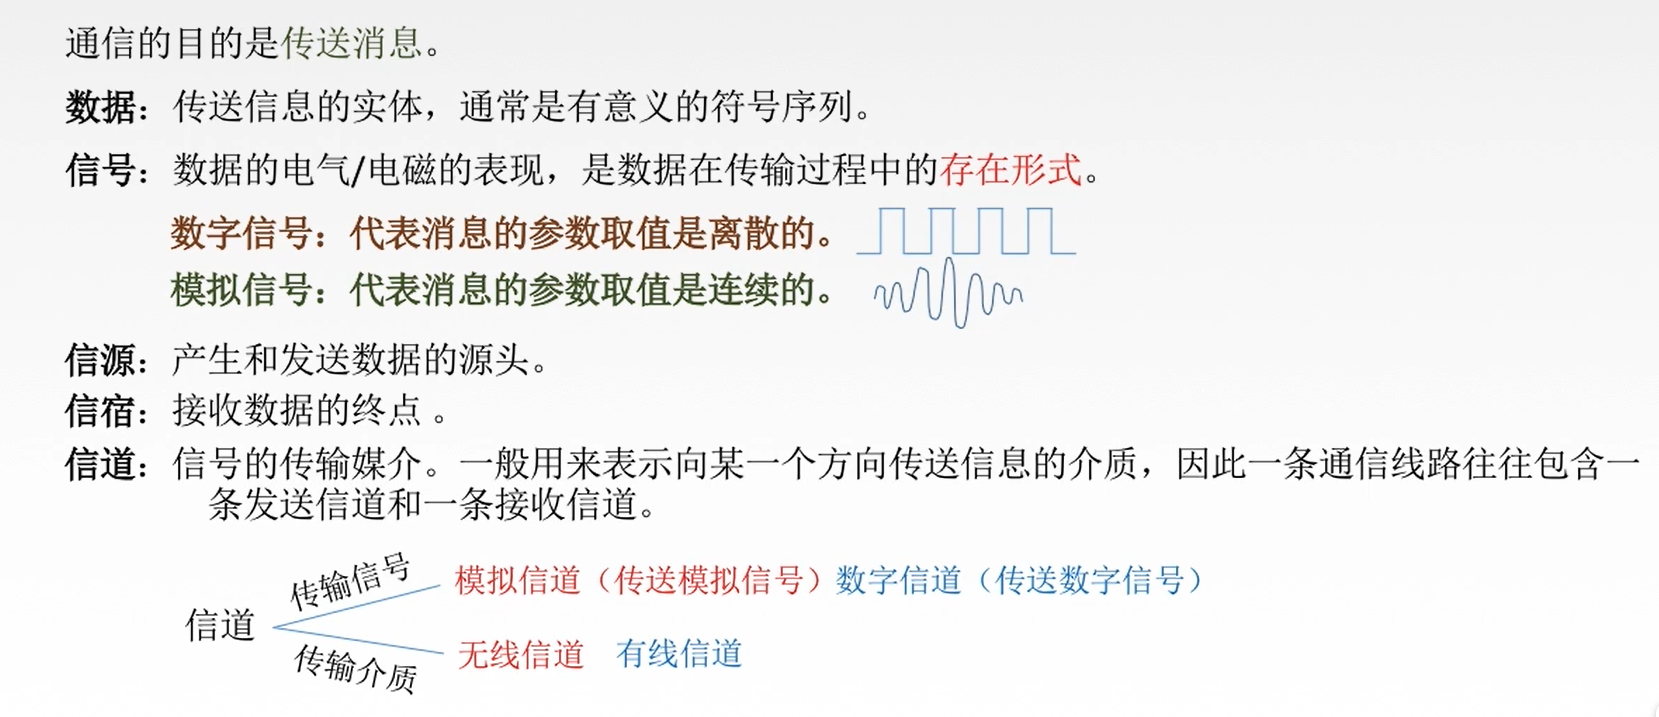 通信的目的是传送消息。
数据：传送信息的实体，通常是有意义的符号序列。
信号：数据的电气/电磁的表现，是数据在传输过程中的存在形式。
数字信号：代表消息的参数取值是离散的。
模拟信号：代表消息的参数取值是连续的。
信源：产生和发送数据的源头。
信宿：接收数据的终点 。
信道：信号的传输媒介。一般用来表示向某一个方向传送信息的介质，因此一条通信线路往往包含一
条发送信道和一条接收信道。
传输信号
模拟信道（传送模拟信号）数字信道（传送数字信号）
信道
传输介质
无线信道 有线信道